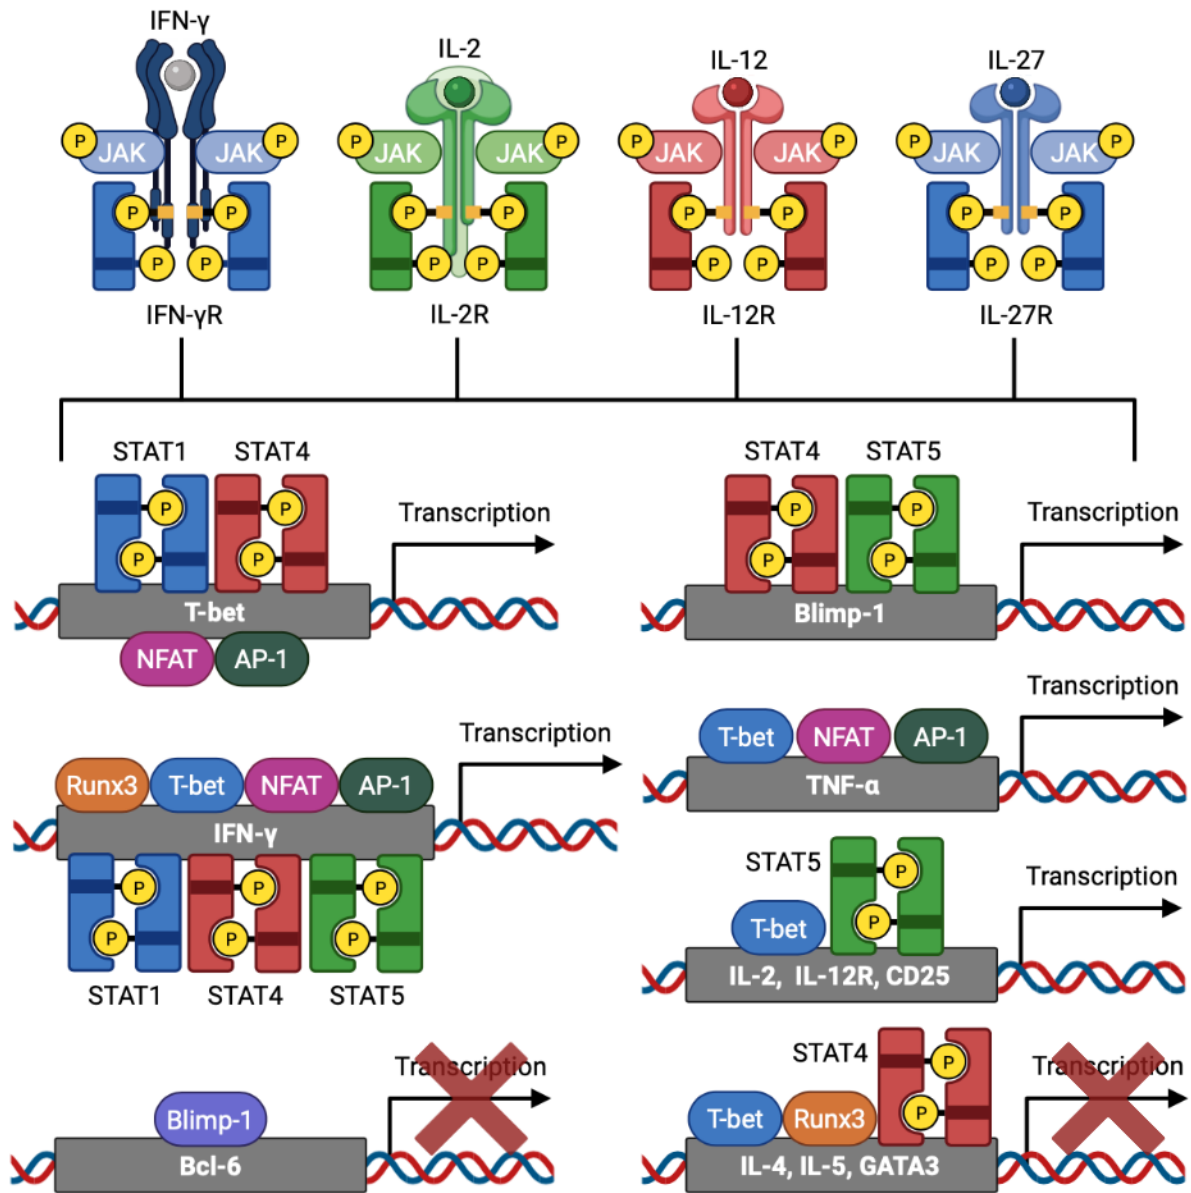 IFN-γ
IL-2
IL-12
IL-27
P JAK JAK P
P JAK JAK P
P JAK JAK P
P JAK JAK P
P P
P P
P P
P P
P P
P P
P P
P P
IFN-γR
IL-2R
IL-12R
IL-27R
STAT1 STAT4
P P
Transcription
P P
T-bet
NFAT AP-1
STAT4 STAT5
P P
Transcription
P P
Blimp-1
Transcription
Runx3 T-bet NFAT AP-1
IFN-γ
P P P
P P P
STAT1 STAT4 STAT5
Transcription
T-bet NFAT AP-1
TNF-α
STAT5
P
Transcription
T-bet P
IL-2, IL-12R, CD25
Transcription
Blimp-1
Bcl-6
STAT4
P
Transcription
T-bet Runx3 P
IL-4, IL-5, GATA3